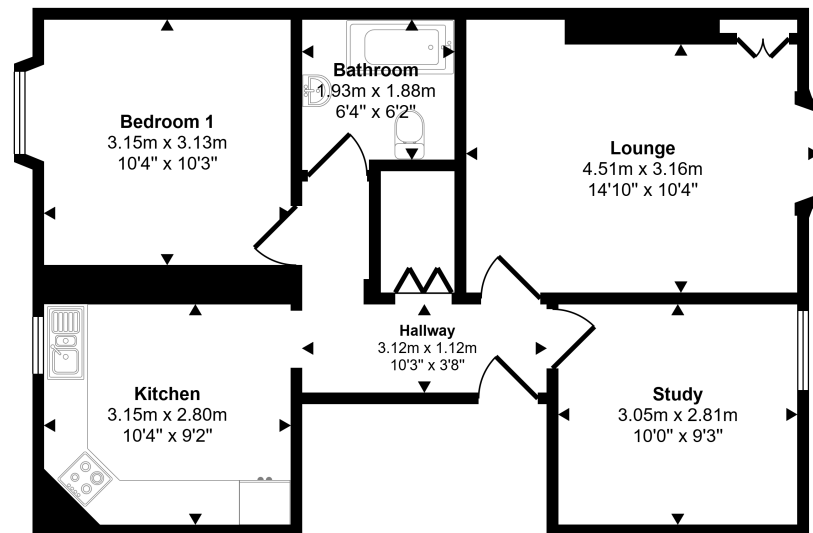 Bathroom
1.93m x 1.88m
6'4" x 6'2"
Bedroom 1
3.15m x 3.13m
10'4" x 10'3"
Lounge
4.51m x 3.16m
14'10" x 10'4"
Hallway
3.12m x 1.12m
10'3" x 3'8"
Kitchen
3.15m x 2.80m
10'4" x 9'2"
Study
3.05m x 2.81m
10'0" x 9'3"